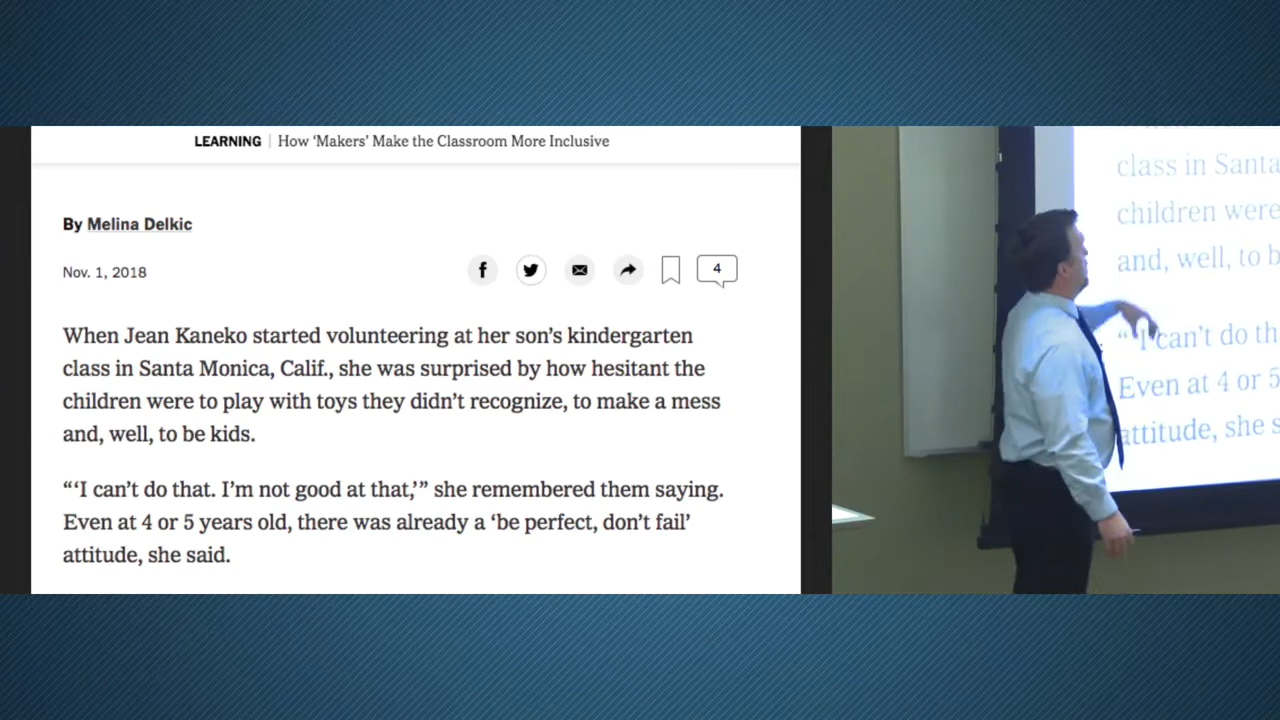 LEARNING | How ‘Makers’ Make the Classroom More Inclusive
By Melina Delkic
Nov. 1, 2018
4
When Jean Kaneko started volunteering at her son’s kindergarten
class in Santa Monica, Calif., she was surprised by how hesitant the
children were to play with toys they didn’t recognize, to make a mess
and, well, to be kids.
“‘I can’t do that. I’m not good at that,’” she remembered them saying.
Even at 4 or 5 years old, there was already a ‘be perfect, don’t fail’
attitude, she said.
class in Santa
children were
and, well, to b
“‘I can’t do th
Even at 4 or 5
attitude, she s